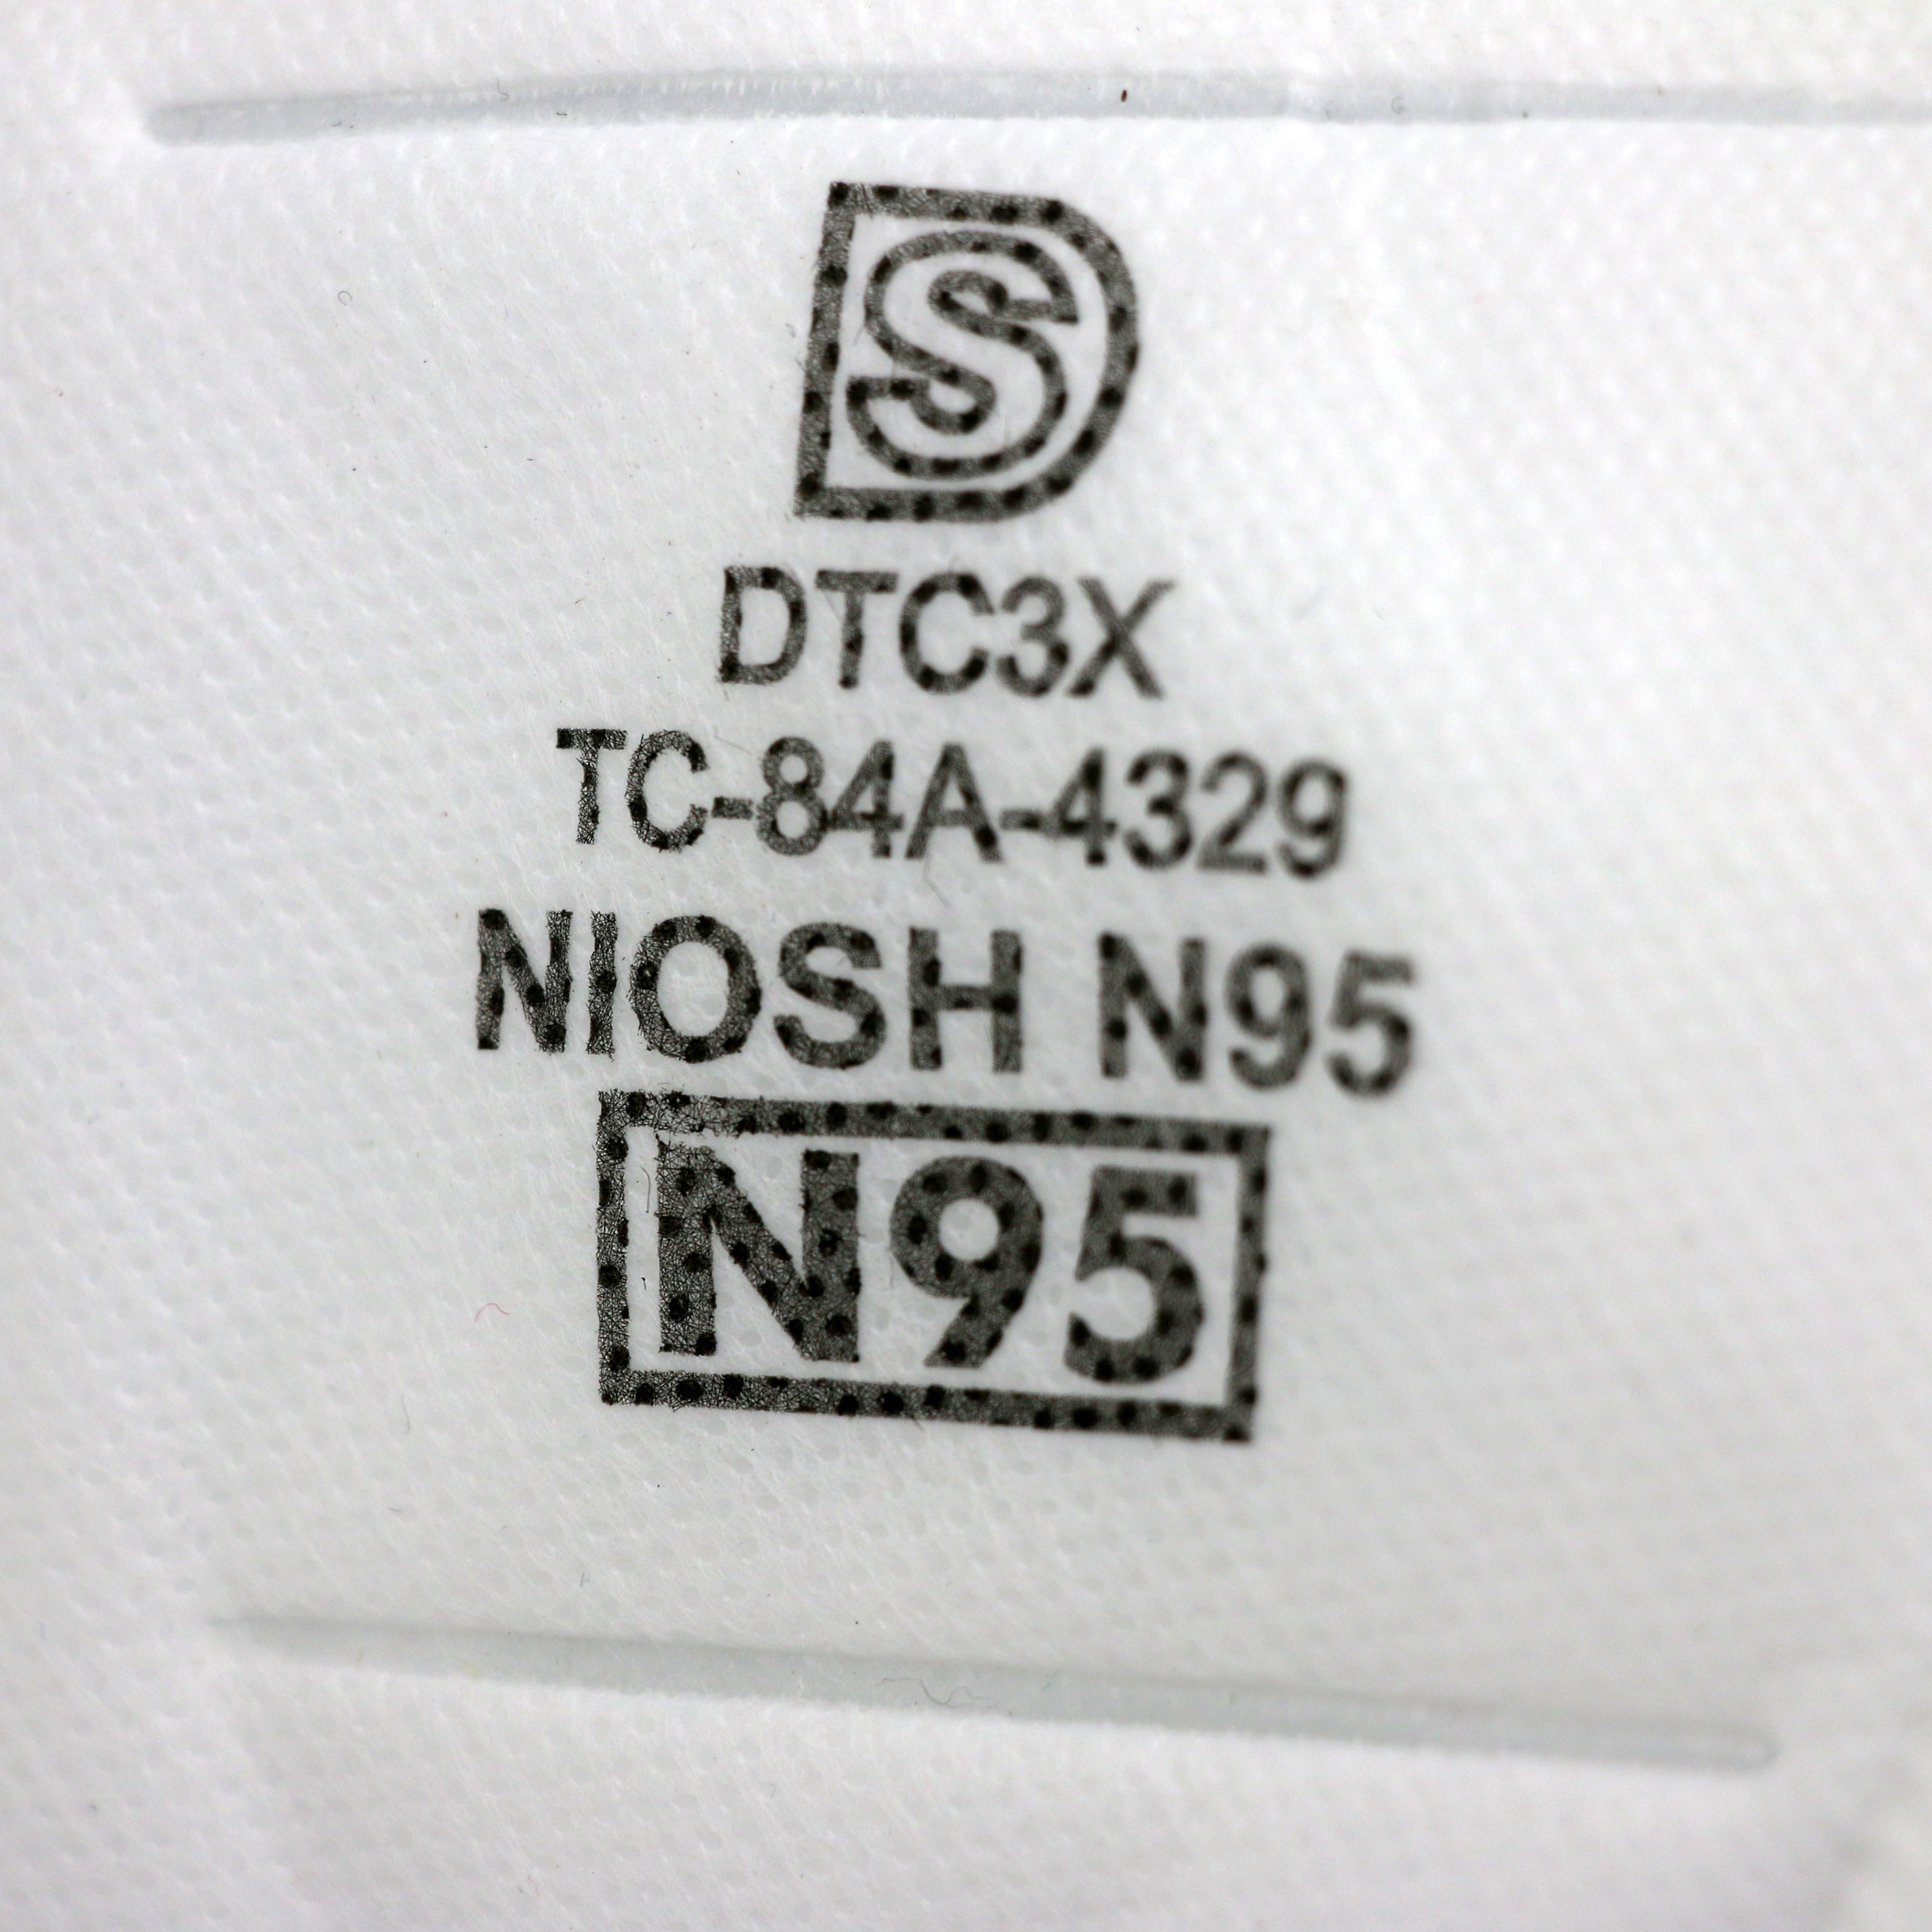 DS
DTC3X
TC-84A-4329
NIOSH N95
N95